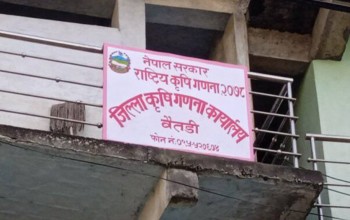 नेपाल सरकार
राष्ट्रिय कृषि गणना २०७८
जिल्ला कृषि गणना कार्यालय
बैतडी
फोन नं.